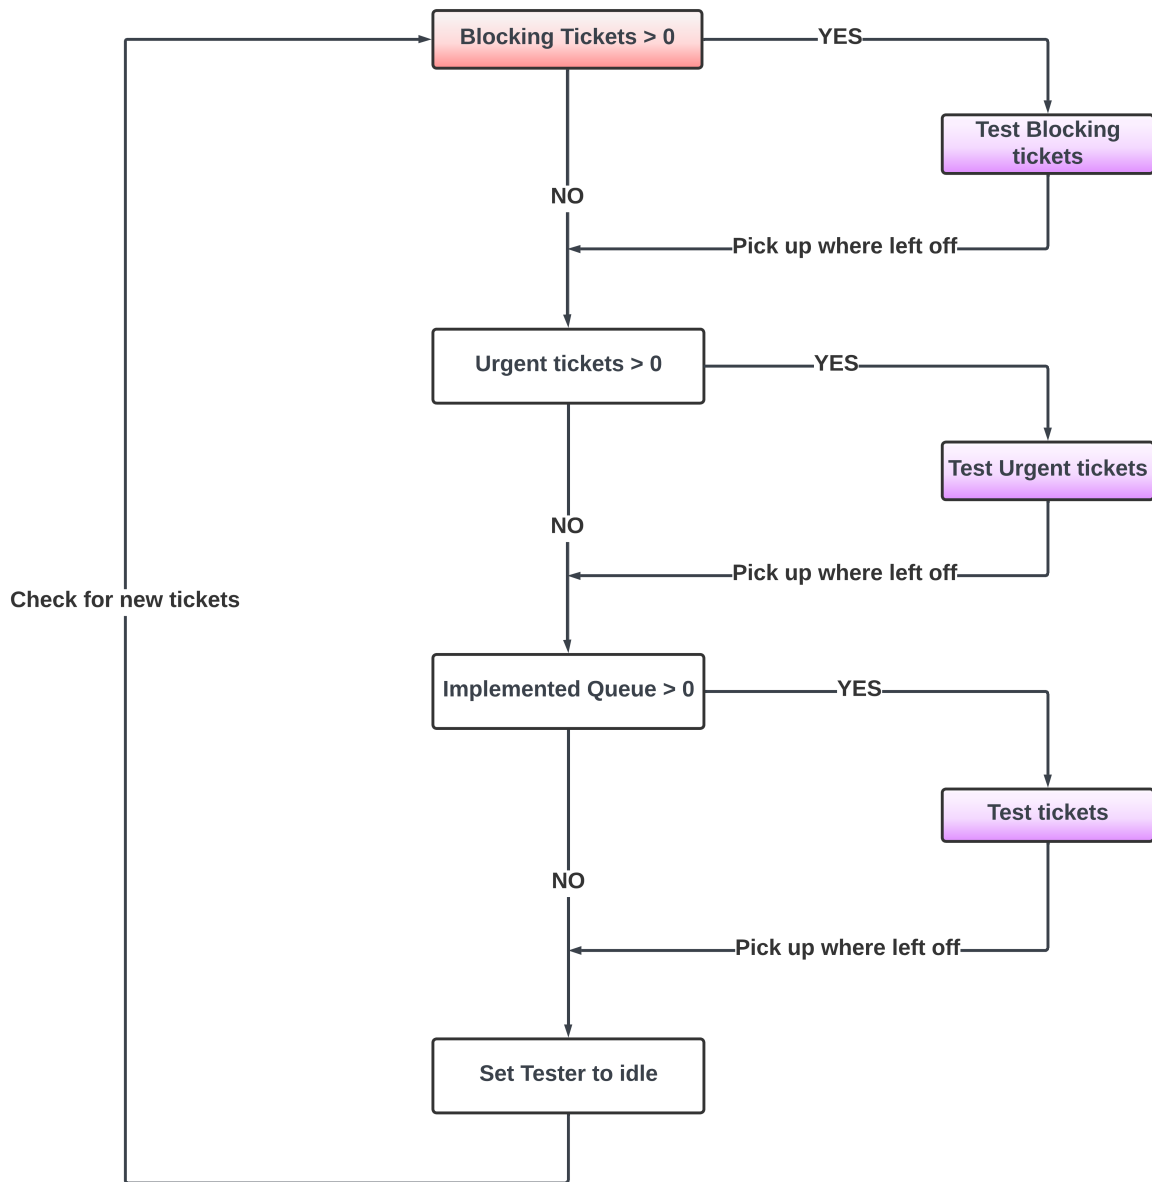 Blocking Tickets > 0
YES
Test Blocking
tickets
NO
Pick up where left off
Urgent tickets > 0
YES
Test Urgent tickets
NO
Pick up where left off
Check for new tickets
Implemented Queue > 0
YES
Test tickets
NO
Pick up where left off
Set Tester to idle